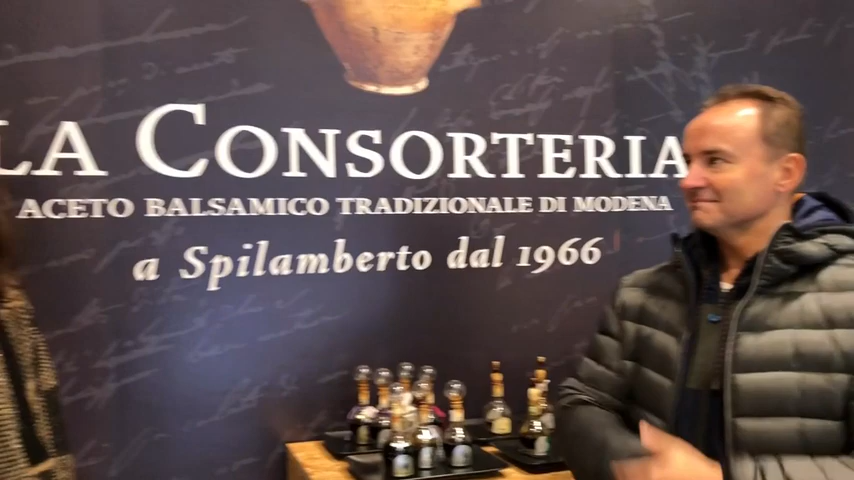 LA CONSORTERIA
ACETO BALSAMICO TRADIZIONALE DI MODENA
a Spilamberto dal 1966